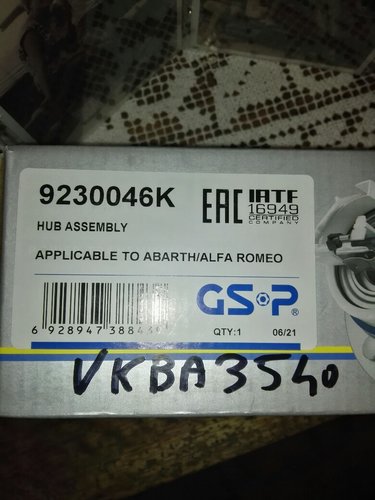 9230046K
EAC IATF
16949
CERTIFIED
COMPANY
HUB ASSEMBLY
APPLICABLE TO ABARTH/ALFA ROMEO
GSP®
QTY:1 06/21
VKBA3540